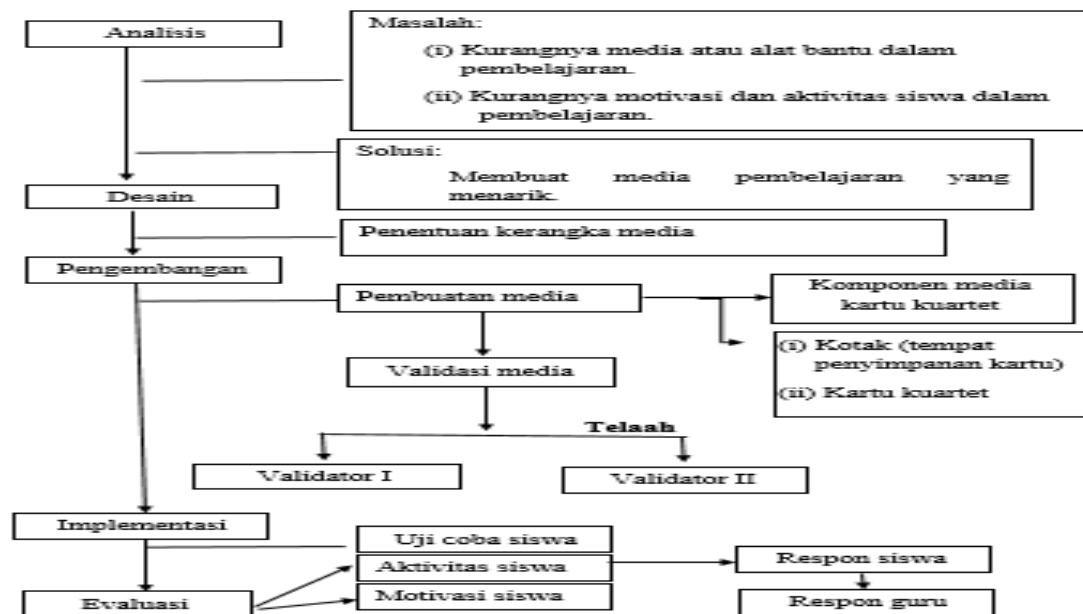 Analisis
Masalah:
(i) Kurangnya media atau alat bantu dalam
pembelajaran.
(ii) Kurangnya motivasi dan aktivitas siswa dalam
pembelajaran.
Solusi:
Membuat media pembelajaran yang
menarik.
Desain
Penentuan kerangka media
Pengembangan
Pembuatan media
Komponen media
kartu kuartet
(i) Kotak (tempat
penyimpanan kartu)
(ii) Kartu kuartet
Validasi media
Telaah
Validator I
Validator II
Implementasi
Uji coba siswa
Aktivitas siswa
Respon siswa
Evaluasi
Motivasi siswa
Respon guru